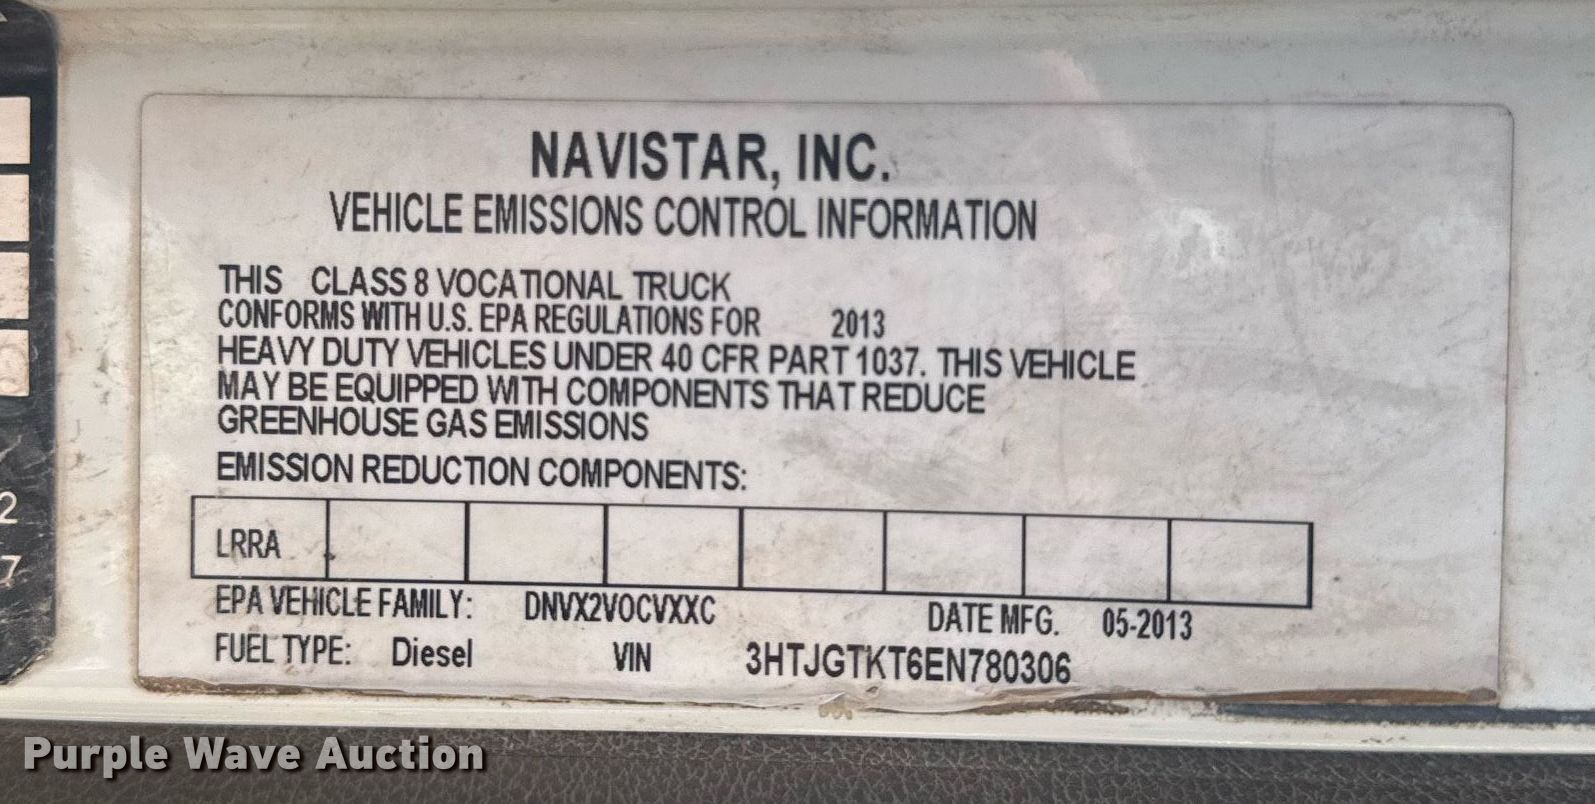 NAVISTAR, INC.
VEHICLE EMISSIONS CONTROL INFORMATION
THIS CLASS 8 VOCATIONAL TRUCK
CONFORMS WITH U.S. EPA REGULATIONS FOR 2013
HEAVY DUTY VEHICLES UNDER 40 CFR PART 1037. THIS VEHICLE
MAY BE EQUIPPED WITH COMPONENTS THAT REDUCE
GREENHOUSE GAS EMISSIONS
EMISSION REDUCTION COMPONENTS:
LRRA
EPA VEHICLE FAMILY: DNVX2VOCVXXC DATE MFG. 05-2013
FUEL TYPE: Diesel VIN 3HTJGTKT6EN780306
2
7
Purple Wave Auction